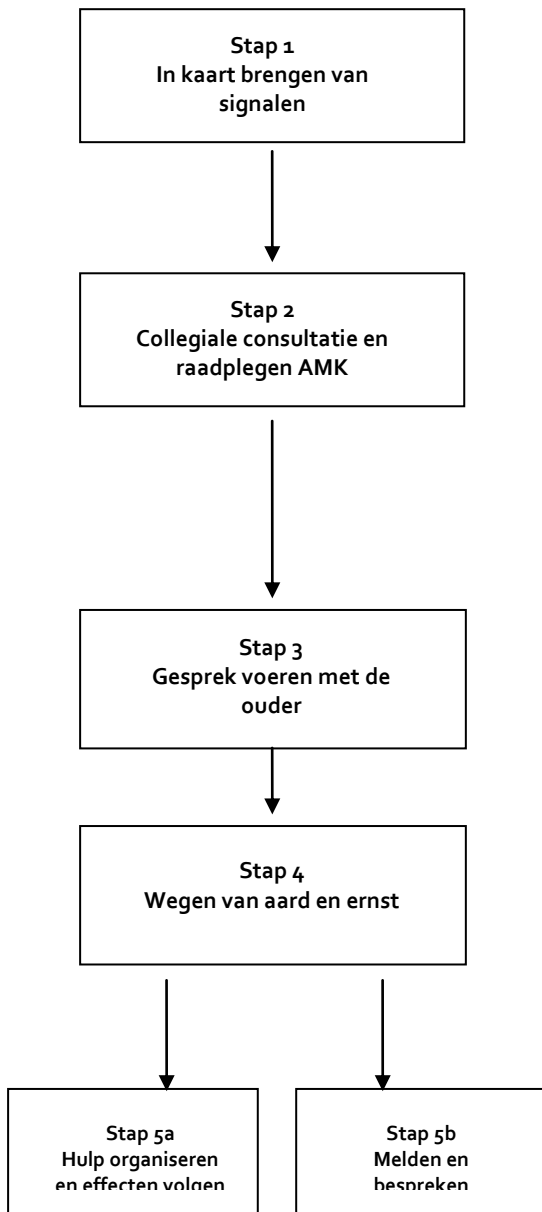 Stap 1
In kaart brengen van
signalen
Stap 2
Collegiale consultatie en
raadplegen AMK
Stap 3
Gesprek voeren met de
ouder
Stap 4
Wegen van aard en ernst
Stap 5a
Hulp organiseren
en effecten volgen
Stap 5b
Melden en
bespreken